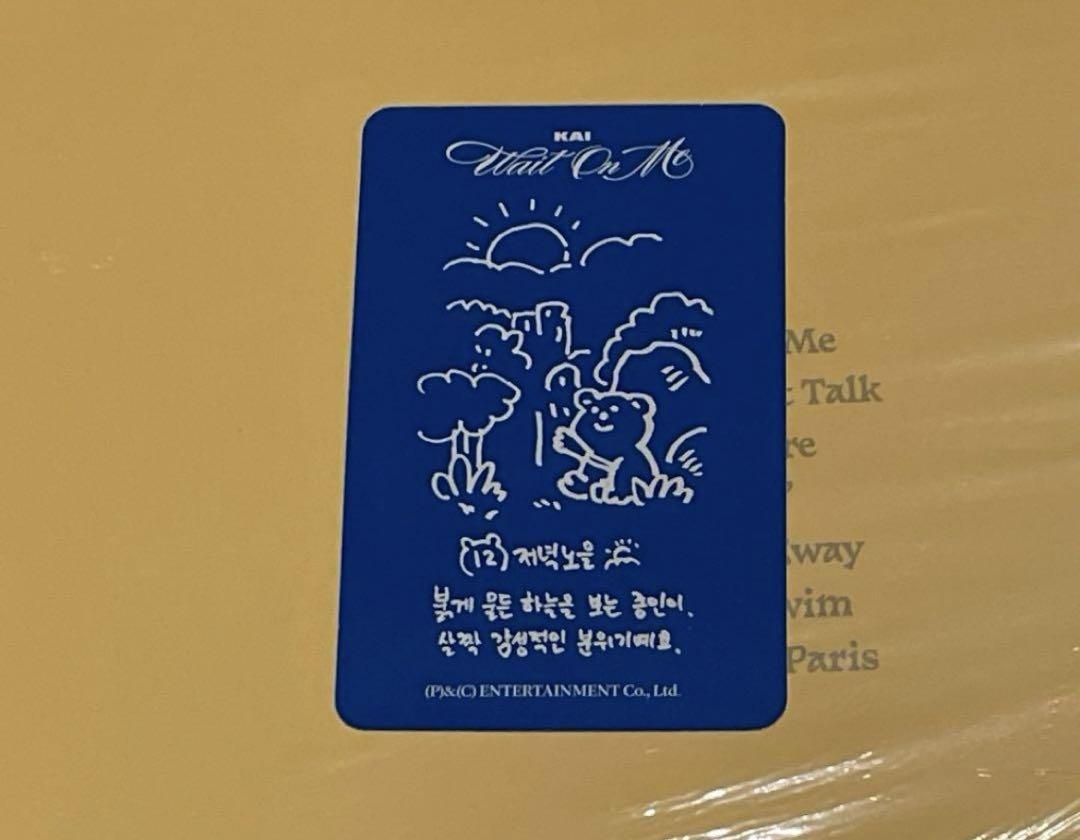 KAI
Wait On Me
(12) 저녁노을
붉게 물든 하늘을 보는 종인이.
살짝 감성적인 분위기예요.
(P)&(C) ENTERTAINMENT Co., Ltd.
Me
Talk
re
way
wim
Paris